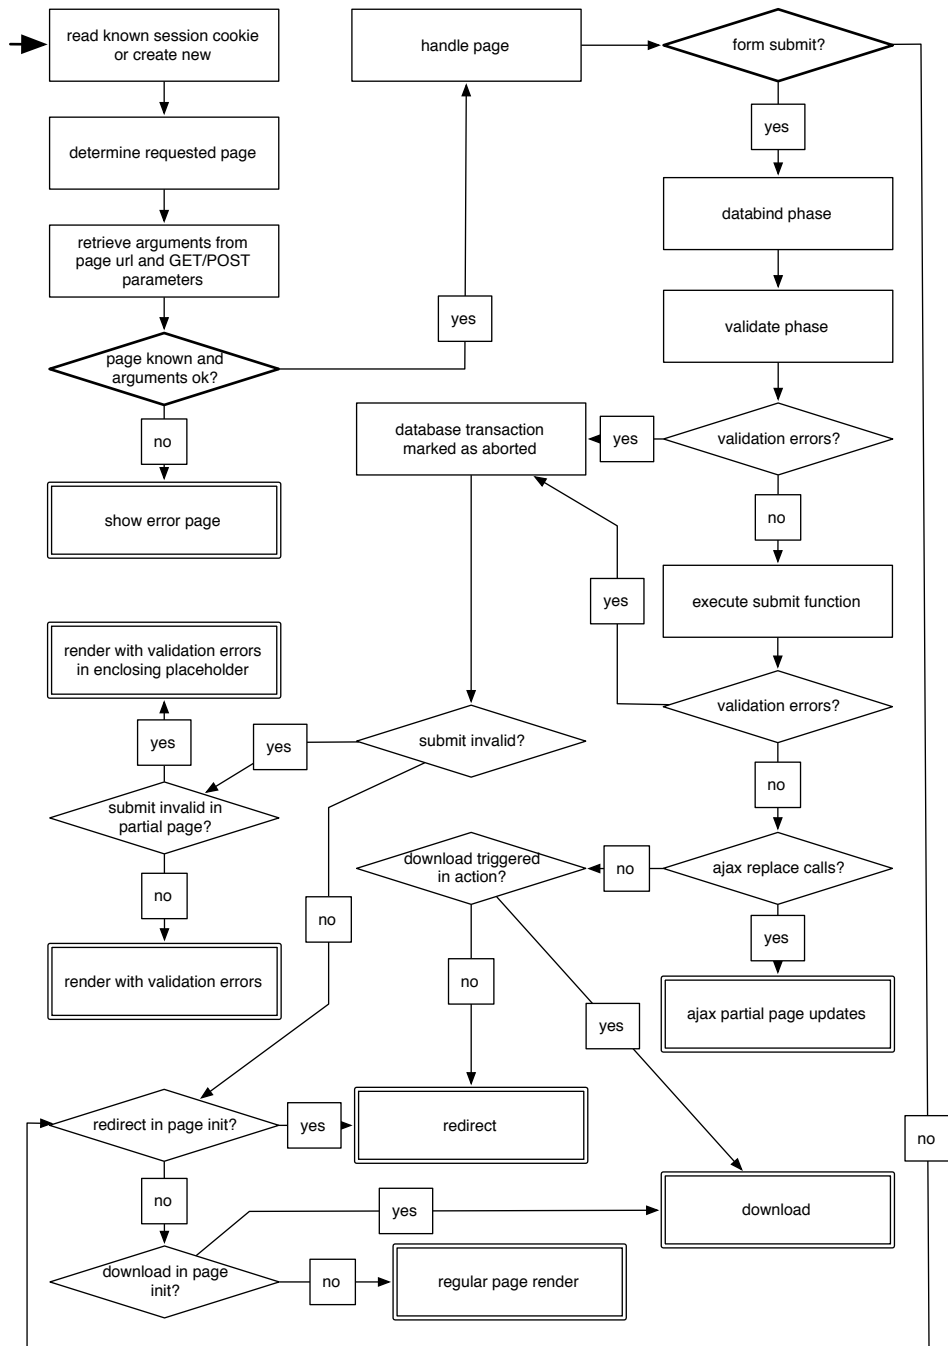 read known session cookie
or create new
handle page
form submit?
yes
determine requested page
databind phase
retrieve arguments from
page url and GET/POST
parameters
yes
validate phase
page known and
arguments ok?
no
database transaction
marked as aborted
yes
validation errors?
no
show error page
yes
execute submit function
render with validation errors
in enclosing placeholder
validation errors?
yes
yes
submit invalid?
no
submit invalid in
partial page?
download triggered
in action?
no
ajax replace calls?
no
no
yes
render with validation errors
no
yes
ajax partial page updates
redirect in page init?
yes
redirect
no
no
yes
download
download in page
init?
no
regular page render